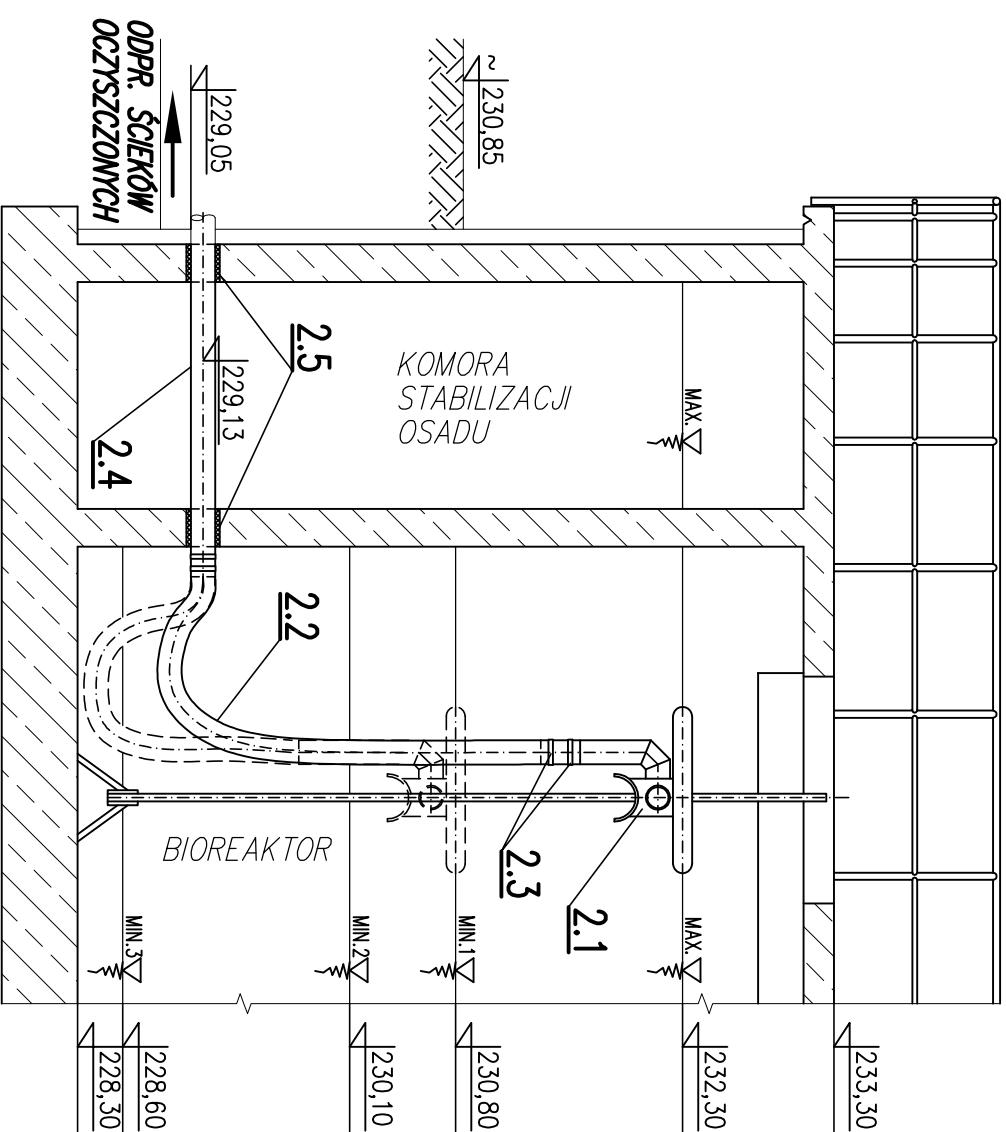 ~230,85
229,05
ODPR. ŚCIEKÓW
OCZYSZCZONYCH
2.5
KOMORA
STABILIZACJI
OSADU
MAX.
229,13
2.4
2.2
2.3
2.1
BIOREAKTOR
MAX.
MIN.1
MIN.2
MIN.3
233,30
232,30
230,80
230,10
228,60
228,30